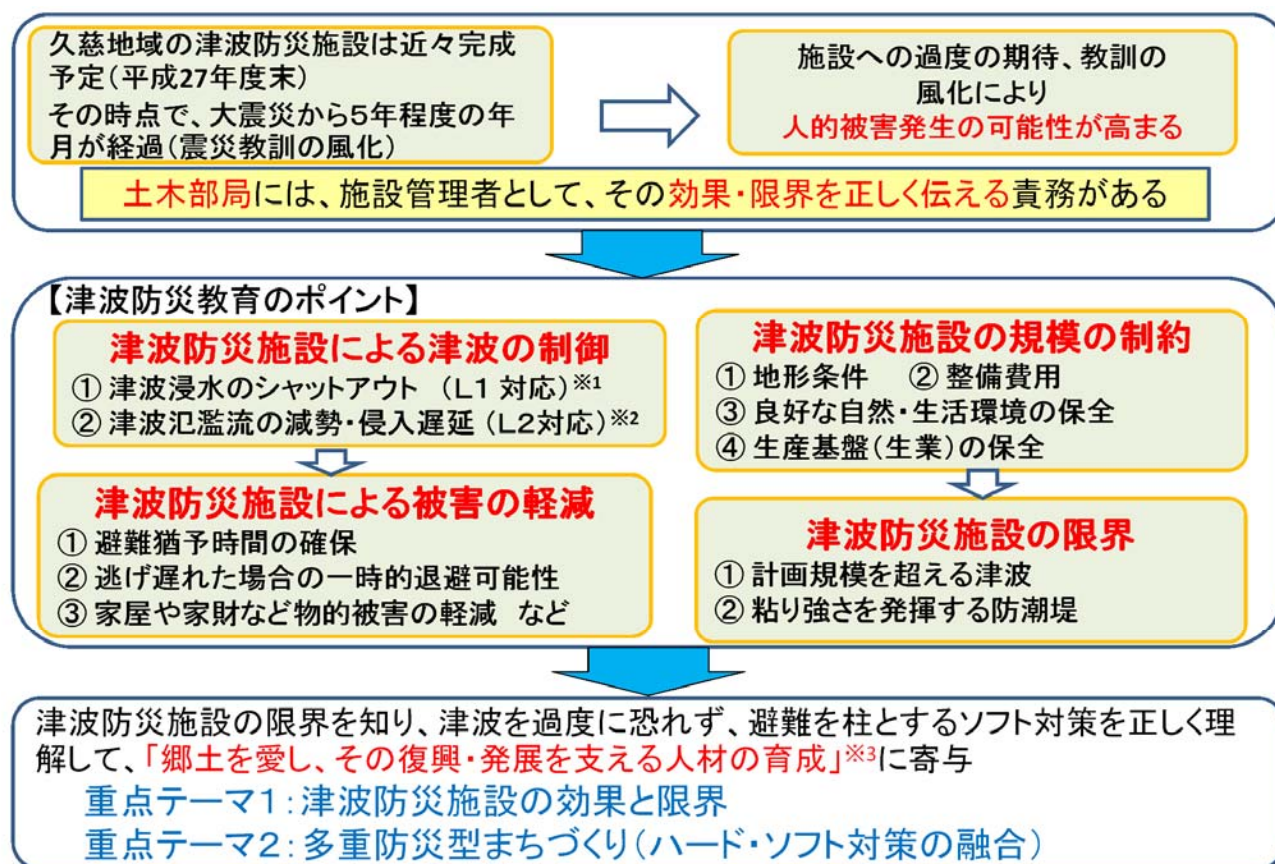 久慈地域の津波防災施設は近々完成
予定(平成27年度末)
その時点で、大震災から5年程度の年
月が経過(震災教訓の風化)
施設への過度の期待、教訓の
風化により
人的被害発生の可能性が高まる
土木部局には、施設管理者として、その効果・限界を正しく伝える責務がある
【津波防災教育のポイント】
津波防災施設による津波の制御
① 津波浸水のシャットアウト (L1 対応)※1
② 津波氾濫流の減勢・侵入遅延 (L2対応)※2
津波防災施設による被害の軽減
① 避難猶予時間の確保
② 逃げ遅れた場合の一時的退避可能性
③ 家屋や家財など物的被害の軽減 など
津波防災施設の規模の制約
① 地形条件 ② 整備費用
③ 良好な自然・生活環境の保全
④ 生産基盤(生業)の保全
津波防災施設の限界
① 計画規模を超える津波
② 粘り強さを発揮する防潮堤
津波防災施設の限界を知り、津波を過度に恐れず、避難を柱とするソフト対策を正しく理
解して、「郷土を愛し、その復興・発展を支える人材の育成」※3に寄与
重点テーマ1:津波防災施設の効果と限界
重点テーマ2:多重防災型まちづくり(ハード・ソフト対策の融合)